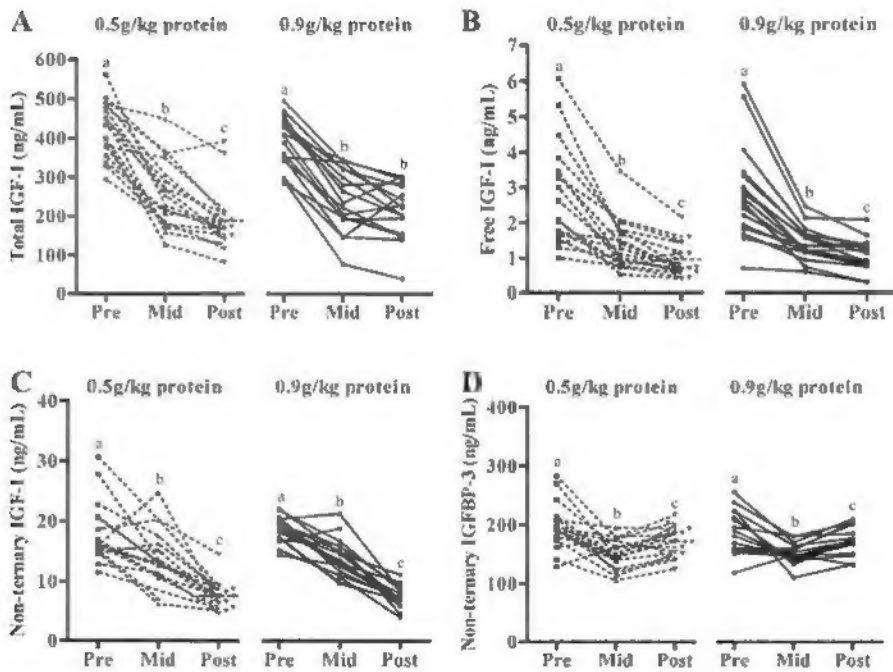 A 0.5g/kg protein 0.9g/kg protein
Total IGF-I (ng/mL)
600
500
400
300
200
100
0
a b c
a b b
Pre Mid Post Pre Mid Post
B 0.5g/kg protein 0.9g/kg protein
Free IGF-I (ng/mL)
7
6
5
4
3
2
1
0
a b c
a b c
Pre Mid Post Pre Mid Post
C 0.5g/kg protein 0.9g/kg protein
Non-ternary IGF-I (ng/mL)
40
30
20
10
0
a b c
a b c
Pre Mid Post Pre Mid Post
D 0.5g/kg protein 0.9g/kg protein
Non-ternary IGFBP-3 (ng/mL)
400
300
200
100
0
a b c
a b c
Pre Mid Post Pre Mid Post